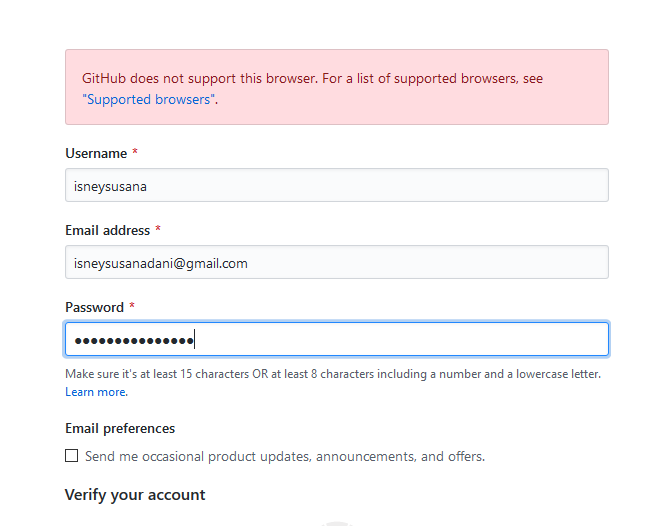 GitHub does not support this browser. For a list of supported browsers, see
"Supported browsers".
Username *
isneysusana
Email address *
isneysusanadani@gmail.com
Password *
●●●●●●●●●●●●●●●
Make sure it's at least 15 characters OR at least 8 characters including a number and a lowercase letter.
Learn more.
Email preferences
Send me occasional product updates, announcements, and offers.
Verify your account